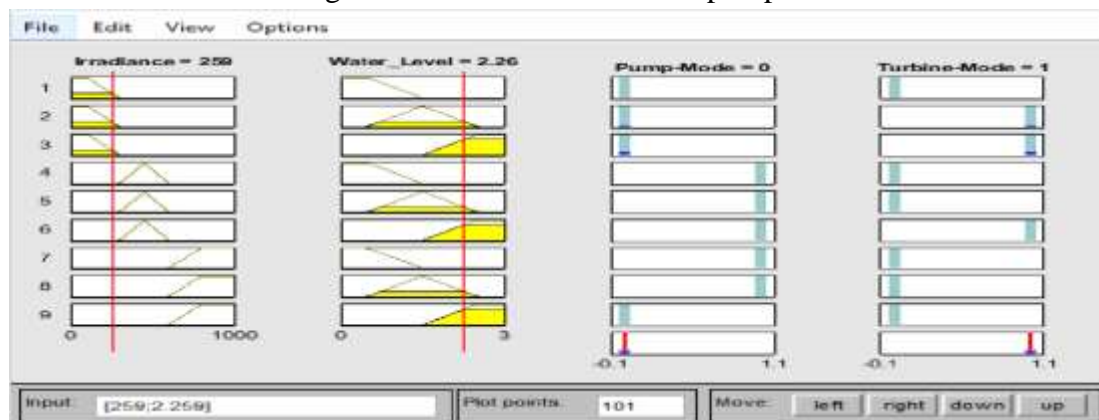 File Edit View Options
Irradiance = 259 Water_Level = 2.26 Pump-Mode = 0 Turbine-Mode = 1
1
2
3
4
5
6
7
8
9
0 1000 0 3
-0.1 1.1 -0.1 1.1
Input: [259;2.259] Plot points: 101 Move: left right down up